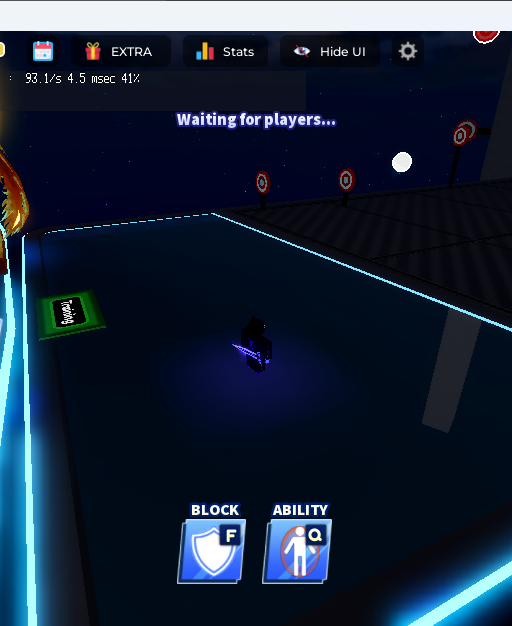 EXTRA
Stats
Hide UI
: 93.1/s 4.5 msec 41%
Waiting for players...
Training
BLOCK
ABILITY
F
Q